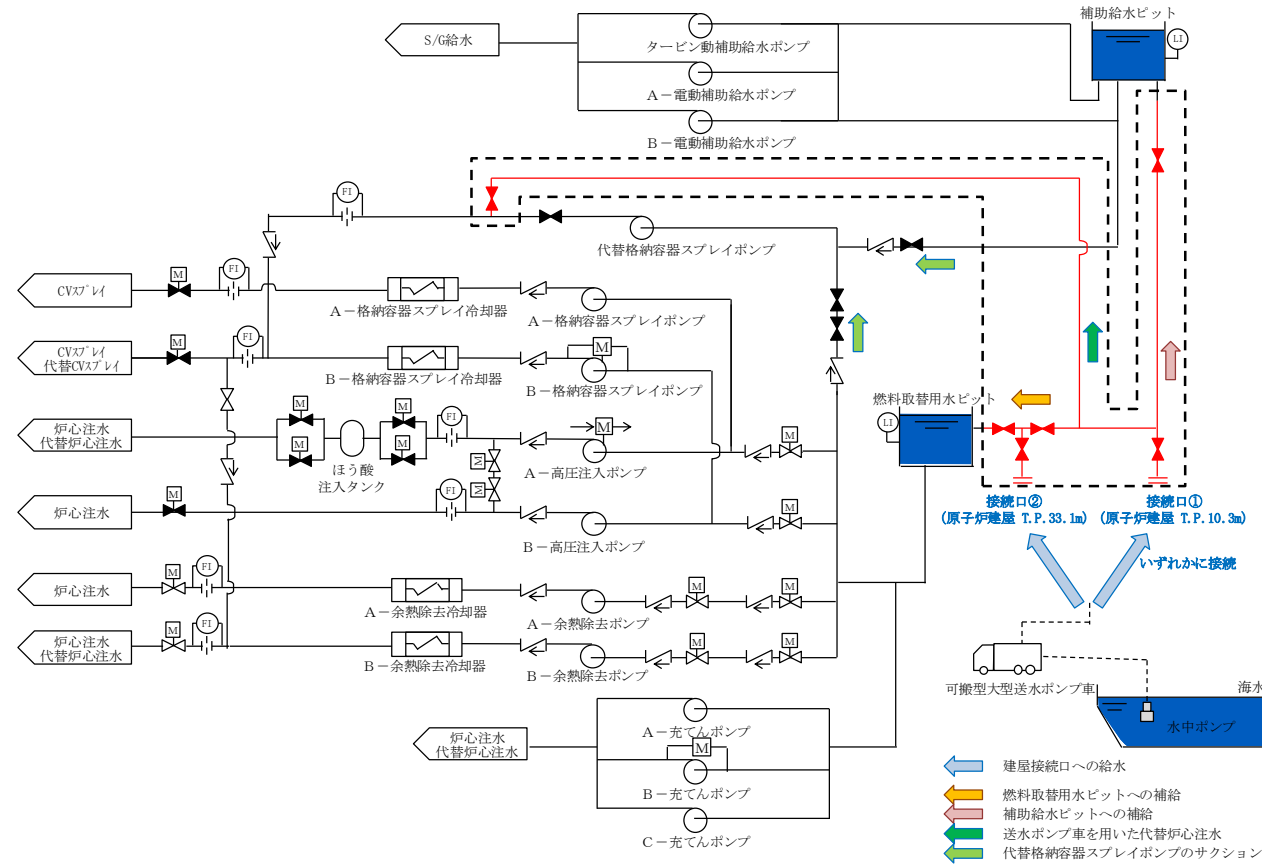 補助給水ピット
LI
S/G給水
タービン動補助給水ポンプ
A－電動補助給水ポンプ
B－電動補助給水ポンプ
FI
代替格納容器スプレイポンプ
CVｽﾌﾟﾚｲ
M
FI
A－格納容器スプレイ冷却器
A－格納容器スプレイポンプ
CVｽﾌﾟﾚｲ
代替CVスプレイ
M
FI
B－格納容器スプレイ冷却器
M
B－格納容器スプレイポンプ
燃料取替用水ピット
LI
炉心注水
代替炉心注水
M
M
ほう酸
注入タンク
M
M
FI
M
A－高圧注入ポンプ
M
M
M
炉心注水
M
FI
B－高圧注入ポンプ
M
接続口②
(原子炉建屋 T.P.33.1m)
接続口①
(原子炉建屋 T.P.10.3m)
いずれかに接続
炉心注水
M
FI
A－余熱除去冷却器
A－余熱除去ポンプ
M
M
炉心注水
代替炉心注水
M
FI
B－余熱除去冷却器
B－余熱除去ポンプ
M
M
可搬型大型送水ポンプ車
海水
水中ポンプ
炉心注水
代替炉心注水
A－充てんポンプ
M
B－充てんポンプ
C－充てんポンプ
建屋接続口への給水
燃料取替用水ピットへの補給
補助給水ピットへの補給
送水ポンプ車を用いた代替炉心注水
代替格納容器スプレイポンプのサクション